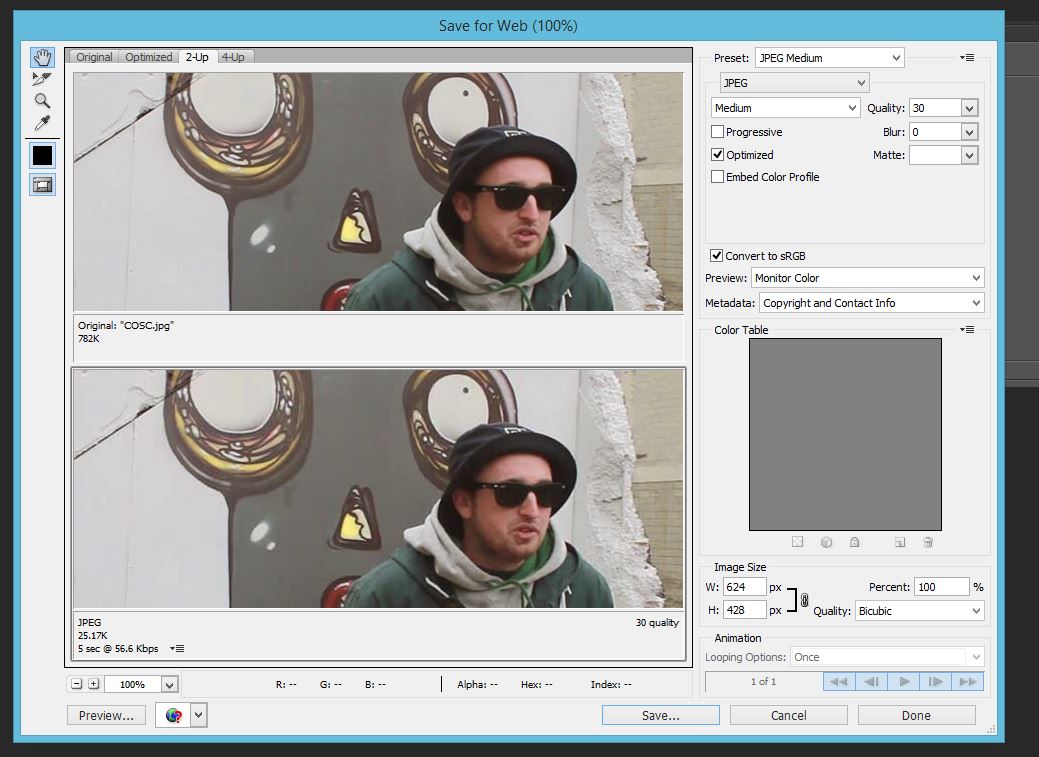 Save for Web (100%)
Original Optimized 2-Up 4-Up
Original: "COSC.jpg"
782K
JPEG 30 quality
25.17K
5 sec @ 56.6 Kbps
100% R: -- G: -- B: -- Alpha: -- Hex: -- Index: --
Preview... Save... Cancel Done
Preset: JPEG Medium
JPEG
Medium Quality: 30
Progressive Blur: 0
Optimized Matte:
Embed Color Profile
Convert to sRGB
Preview: Monitor Color
Metadata: Copyright and Contact Info
Color Table
Image Size
W: 624 px Percent: 100 %
H: 428 px Quality: Bicubic
Animation
Looping Options: Once
1 of 1